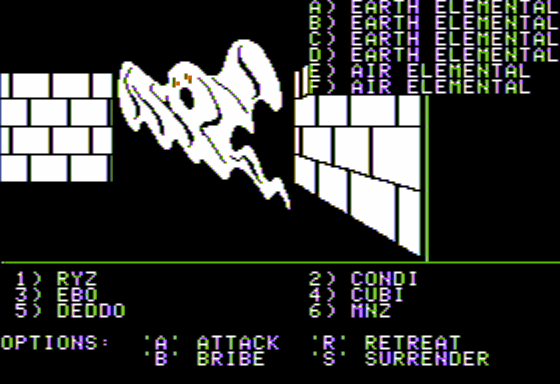 A) EARTH ELEMENTAL
B) EARTH ELEMENTAL
C) EARTH ELEMENTAL
D) EARTH ELEMENTAL
E) AIR ELEMENTAL
F) AIR ELEMENTAL
1) RYZ 2) CONDI
3) EBO 4) CUBI
5) DEDDO 6) MNZ
OPTIONS: 'A' ATTACK 'R' RETREAT
'B' BRIBE 'S' SURRENDER